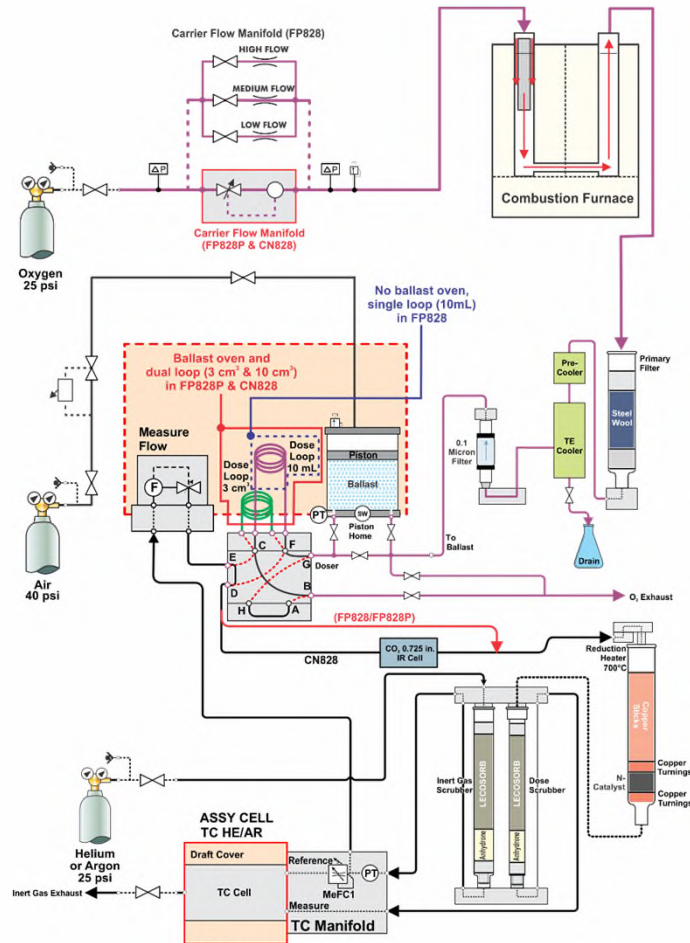 Carrier Flow Manifold (FP828)
HIGH FLOW
MEDIUM FLOW
LOW FLOW
ΔP
ΔP
Carrier Flow Manifold
(FP828P & CN828)
Combustion Furnace
Oxygen
25 psi
No ballast oven,
single loop (10mL)
in FP828
Ballast oven and
dual loop (3 cm³ & 10 cm³)
in FP828P & CN828
Pre-
Cooler
Primary
Filter
Steel
Wool
TE
Cooler
0.1
Micron
Filter
Measure
Flow
F
Dose
Loop
10 mL
Dose
Loop
3 cm³
Piston
Ballast
PT
SW
Piston
Home
To
Ballast
Drain
Air
40 psi
C
F
E
G
Doser
D
B
H
A
O₂ Exhaust
(FP828/FP828P)
CN828
CO₂ 0.725 in.
IR Cell
Reduction
Heater
700°C
Copper
Sticks
Copper
Turnings
N-
Catalyst
Copper
Turnings
Inert Gas
Scrubber
LECOSORB
LECOSORB
Dose
Scrubber
Anhydrone
Anhydrone
Helium
or Argon
25 psi
ASSY CELL
TC HE/AR
Draft Cover
Reference
PT
TC Cell
MeFC1
Inert Gas Exhaust
Measure
TC Manifold